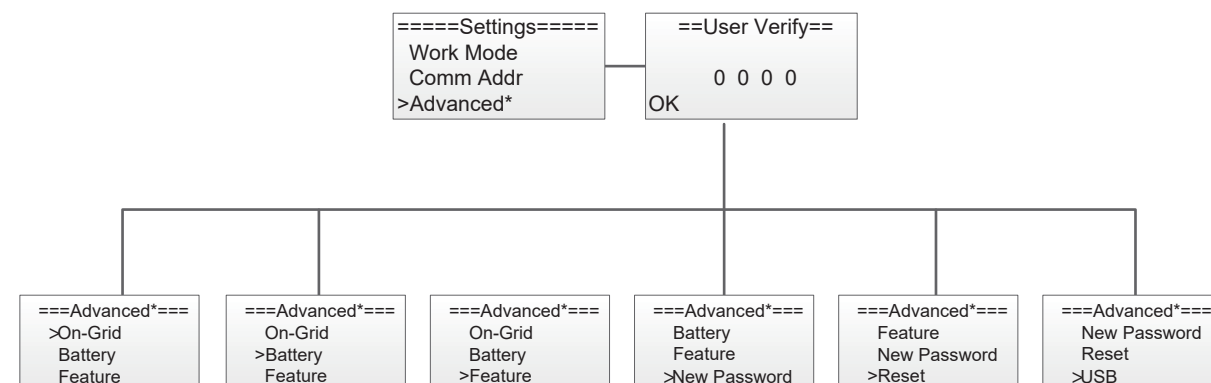 =====Settings=====
Work Mode
Comm Addr
>Advanced*
==User Verify==
0 0 0 0
OK
===Advanced*===
>On-Grid
Battery
Feature
===Advanced*===
On-Grid
>Battery
Feature
===Advanced*===
On-Grid
Battery
>Feature
===Advanced*===
Battery
Feature
>New Password
===Advanced*===
Feature
New Password
>Reset
===Advanced*===
New Password
Reset
>USB